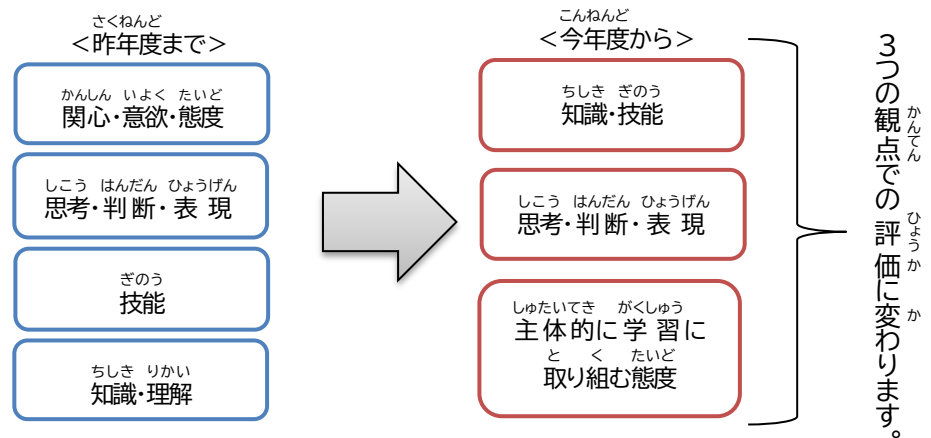 さくねんど
＜昨年度まで＞
かんしん いよく たいど
関心・意欲・態度
しこう はんだん ひょうげん
思考・判断・表現
ぎのう
技能
ちしき りかい
知識・理解
こんねんど
＜今年度から＞
ちしき ぎのう
知識・技能
しこう はんだん ひょうげん
思考・判断・表現
しゅたいてき がくしゅう
主体的に学習に
と く たいど
取り組む態度
かんてん ひょう か か
３つの観点での評価に変わります。